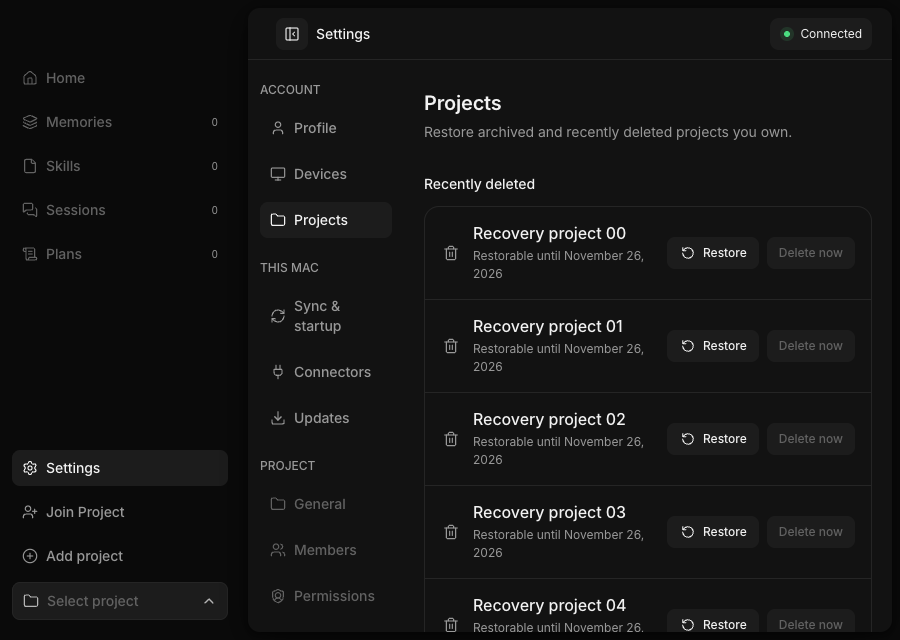 Home
Memories 0
Skills 0
Sessions 0
Plans 0
Settings
Join Project
Add project
Select project
Settings
Connected
ACCOUNT
Profile
Devices
Projects
THIS MAC
Sync &
startup
Connectors
Updates
PROJECT
General
Members
Permissions
Projects
Restore archived and recently deleted projects you own.
Recently deleted
Recovery project 00
Restorable until November 26,
2026
Restore Delete now
Recovery project 01
Restorable until November 26,
2026
Restore Delete now
Recovery project 02
Restorable until November 26,
2026
Restore Delete now
Recovery project 03
Restorable until November 26,
2026
Restore Delete now
Recovery project 04
Restorable until November 26,
Restore Delete now